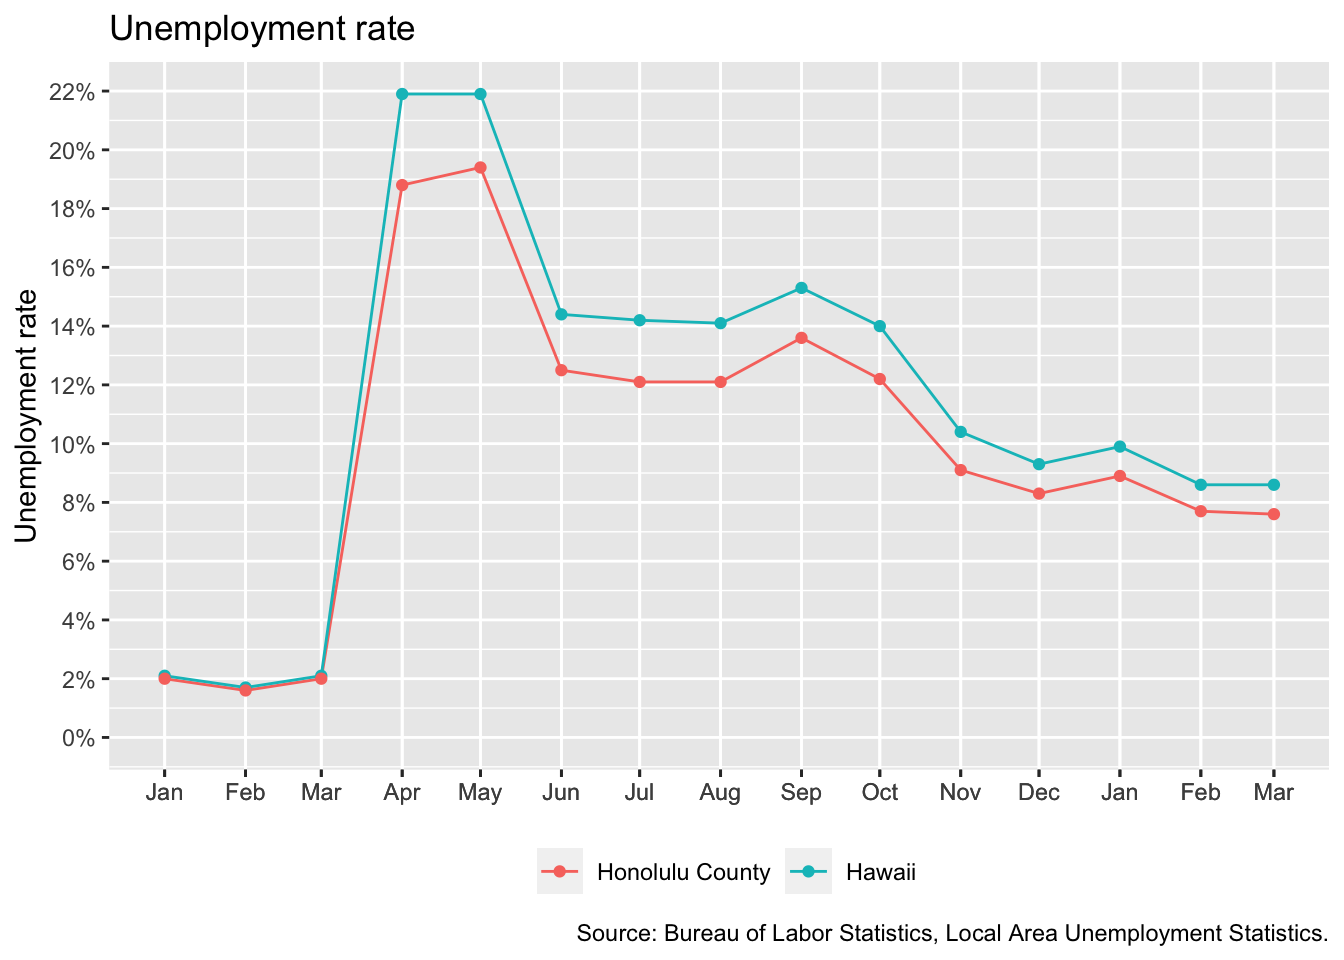 Unemployment rate
Unemployment rate
22%
20%
18%
16%
14%
12%
10%
8%
6%
4%
2%
0%
Jan Feb Mar Apr May Jun Jul Aug Sep Oct Nov Dec Jan Feb Mar
Honolulu County Hawaii
Source: Bureau of Labor Statistics, Local Area Unemployment Statistics.